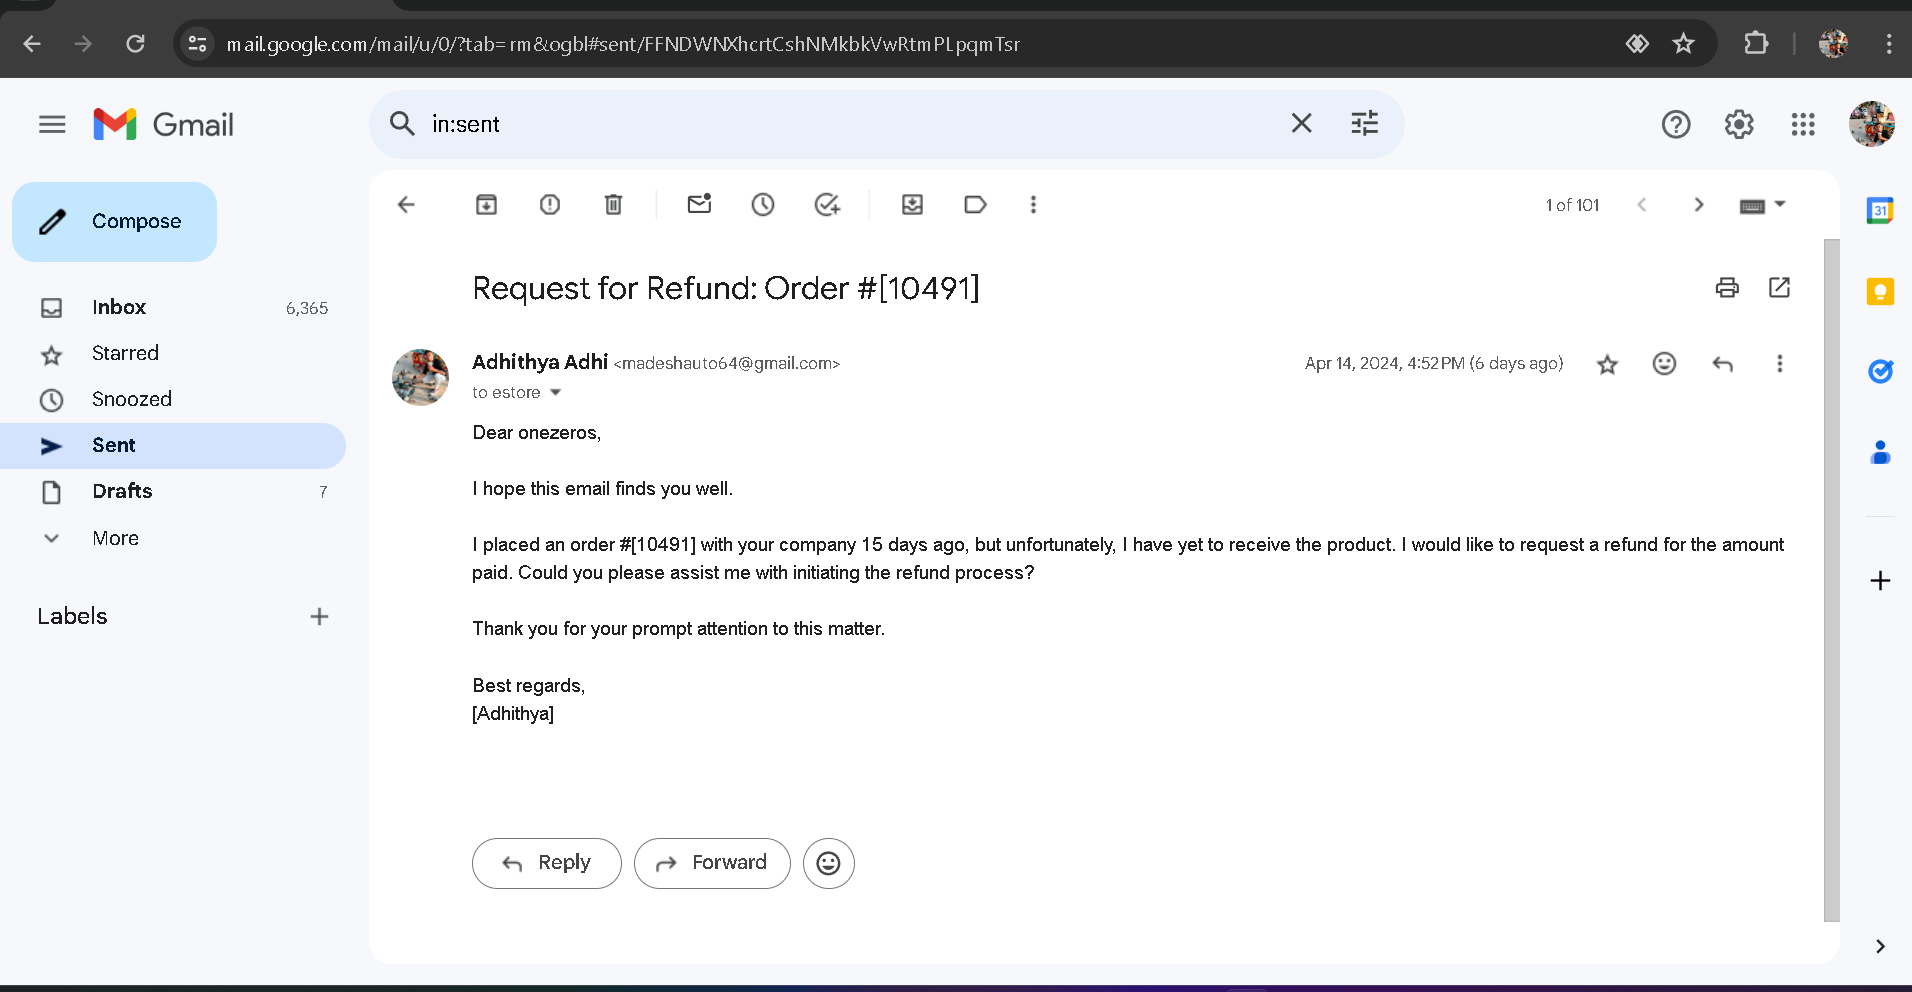 mail.google.com/mail/u/0/?tab=rm&ogbl#sent/FFNDWNXhcrtCshNMkbkVwRtmPLpqmTsr
Gmail
in:sent
Compose
1 of 101
31
Request for Refund: Order #[10491]
Inbox 6,365
Starred
Snoozed
Sent
Drafts 7
More
Labels
Adhithya Adhi <madeshauto64@gmail.com> Apr 14, 2024, 4:52 PM (6 days ago)
to estore
Dear onezeros,
I hope this email finds you well.
I placed an order #[10491] with your company 15 days ago, but unfortunately, I have yet to receive the product. I would like to request a refund for the amount
paid. Could you please assist me with initiating the refund process?
Thank you for your prompt attention to this matter.
Best regards,
[Adhithya]
Reply
Forward